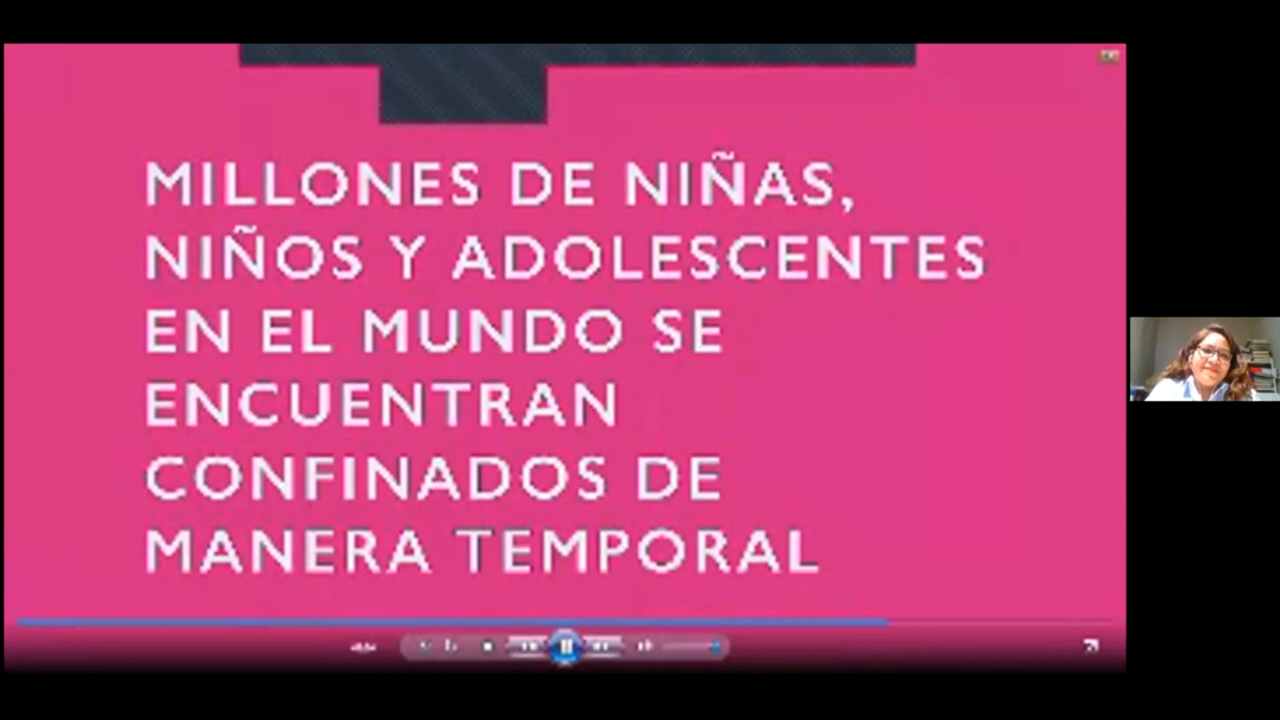 MILLONES DE NIÑAS,
NIÑOS Y ADOLESCENTES
EN EL MUNDO SE
ENCUENTRAN
CONFINADOS DE
MANERA TEMPORAL